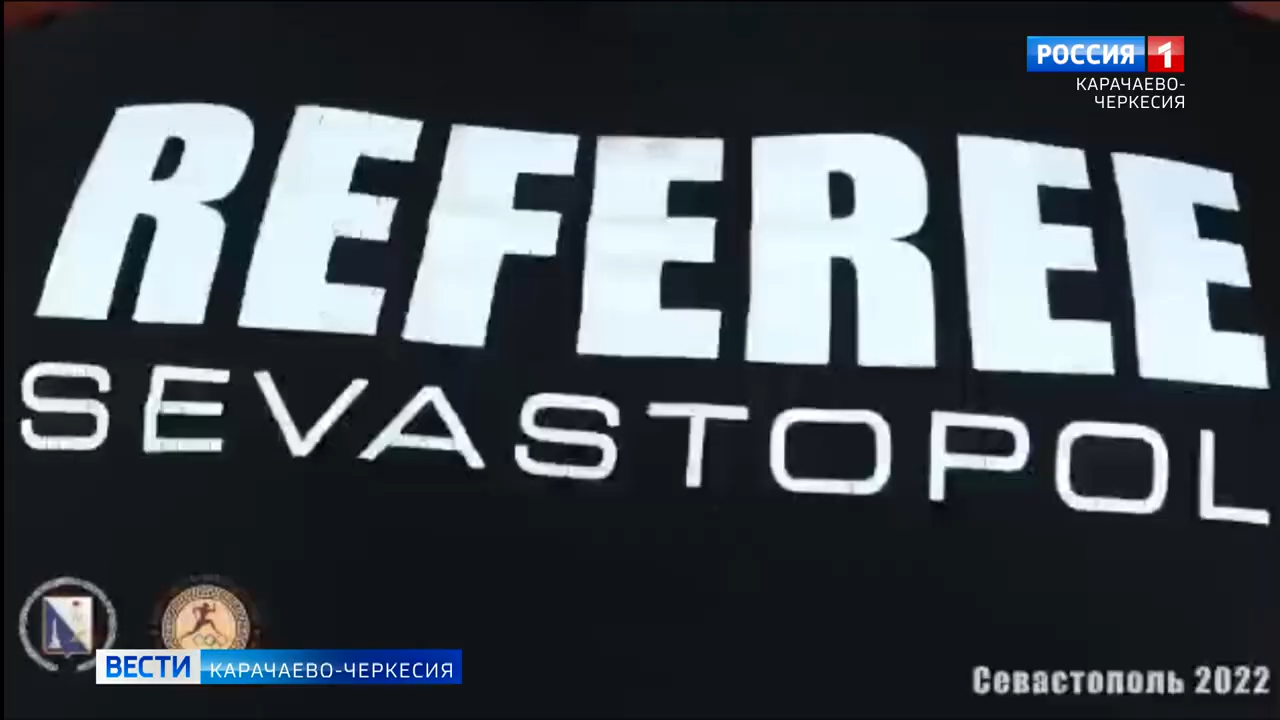 РОССИЯ 1
КАРАЧАЕВО-
ЧЕРКЕСИЯ
REFEREE
SEVASTOPOL
ВЕСТИ КАРАЧАЕВО-ЧЕРКЕСИЯ
Севастополь 2022